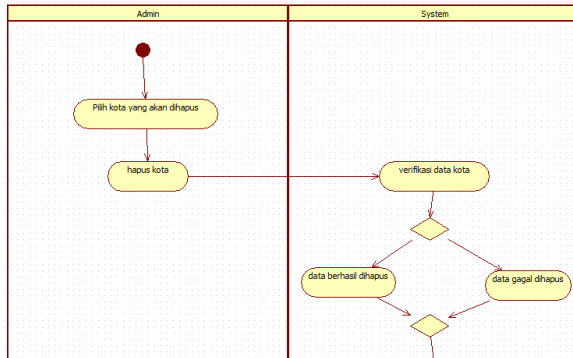 Admin
System
Pilih kota yang akan dihapus
hapus kota
verifikasi data kota
data berhasil dihapus
data gagal dihapus